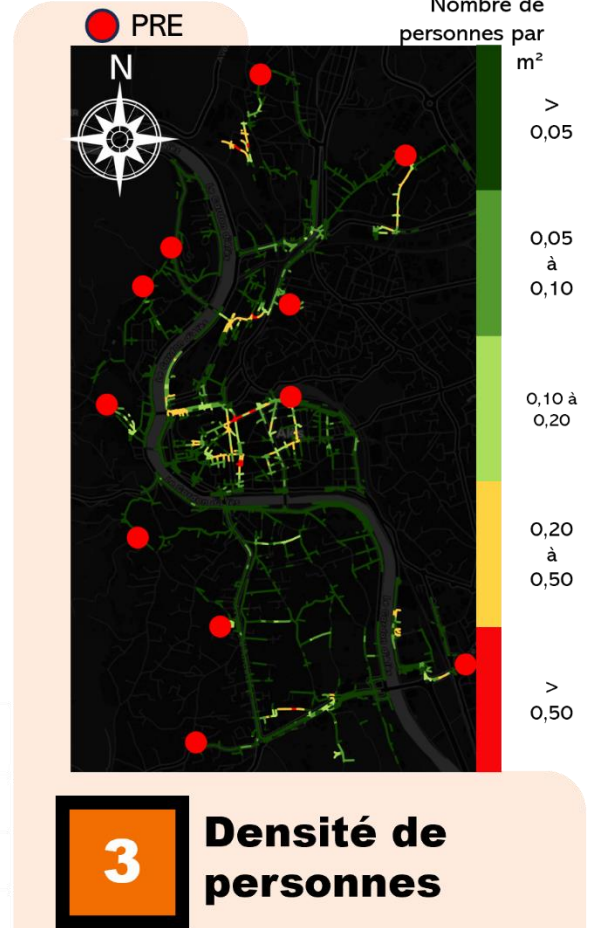 PRE
Nombre de
personnes par
m²
N
>
0,05
0,05
à
0,10
0,10 à
0,20
0,20
à
0,50
>
0,50
3
Densité de
personnes